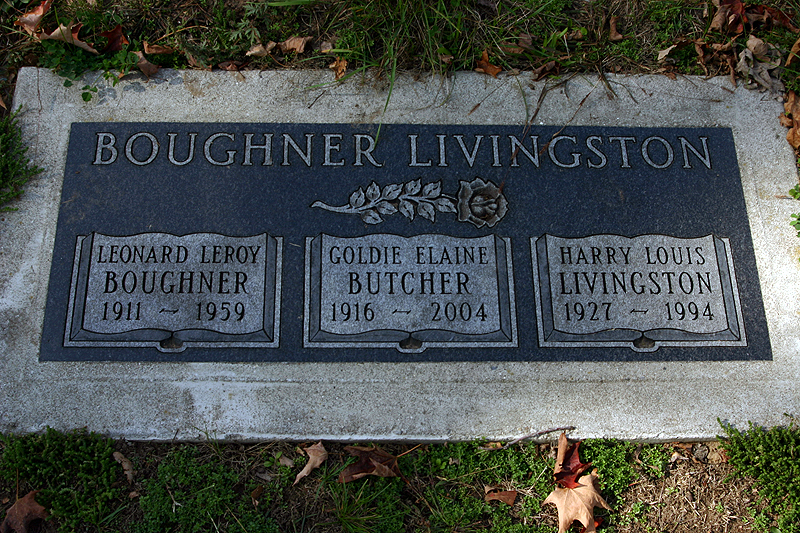 BOUGHNER LIVINGSTON
LEONARD LEROY
BOUGHNER
1911 ~ 1959
GOLDIE ELAINE
BUTCHER
1916 ~ 2004
HARRY LOUIS
LIVINGSTON
1927 ~ 1994